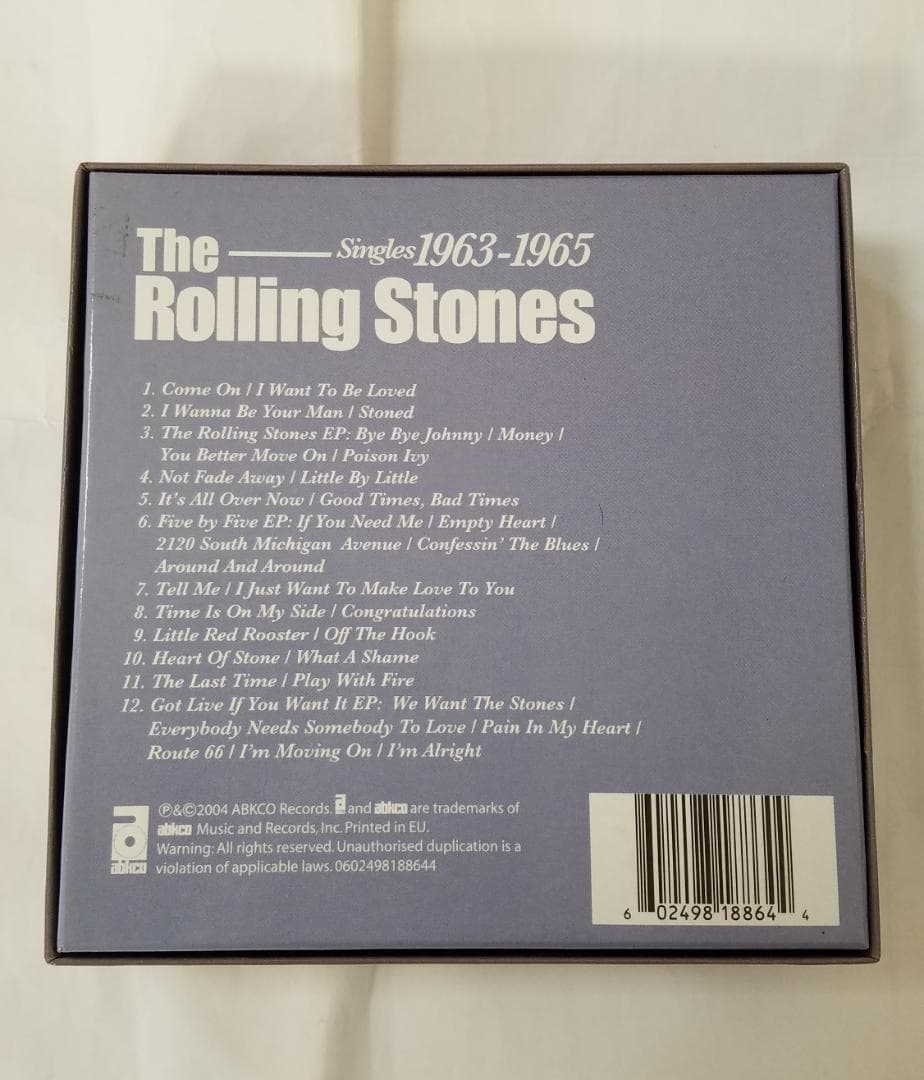 The Singles 1963-1965
Rolling Stones
1. Come On / I Want To Be Loved
2. I Wanna Be Your Man / Stoned
3. The Rolling Stones EP: Bye Bye Johnny / Money /
You Better Move On / Poison Ivy
4. Not Fade Away / Little By Little
5. It's All Over Now / Good Times, Bad Times
6. Five by Five EP: If You Need Me / Empty Heart /
2120 South Michigan Avenue / Confessin' The Blues /
Around And Around
7. Tell Me / I Just Want To Make Love To You
8. Time Is On My Side / Congratulations
9. Little Red Rooster / Off The Hook
10. Heart Of Stone / What A Shame
11. The Last Time / Play With Fire
12. Got Live If You Want It EP: We Want The Stones /
Everybody Needs Somebody To Love / Pain In My Heart /
Route 66 / I'm Moving On / I'm Alright
℗&©2004 ABKCO Records. a and abkco are trademarks of
abkco Music and Records, Inc. Printed in EU.
Warning: All rights reserved. Unauthorised duplication is a
violation of applicable laws. 0602498188644
a
abkco
6 02498 18864 4